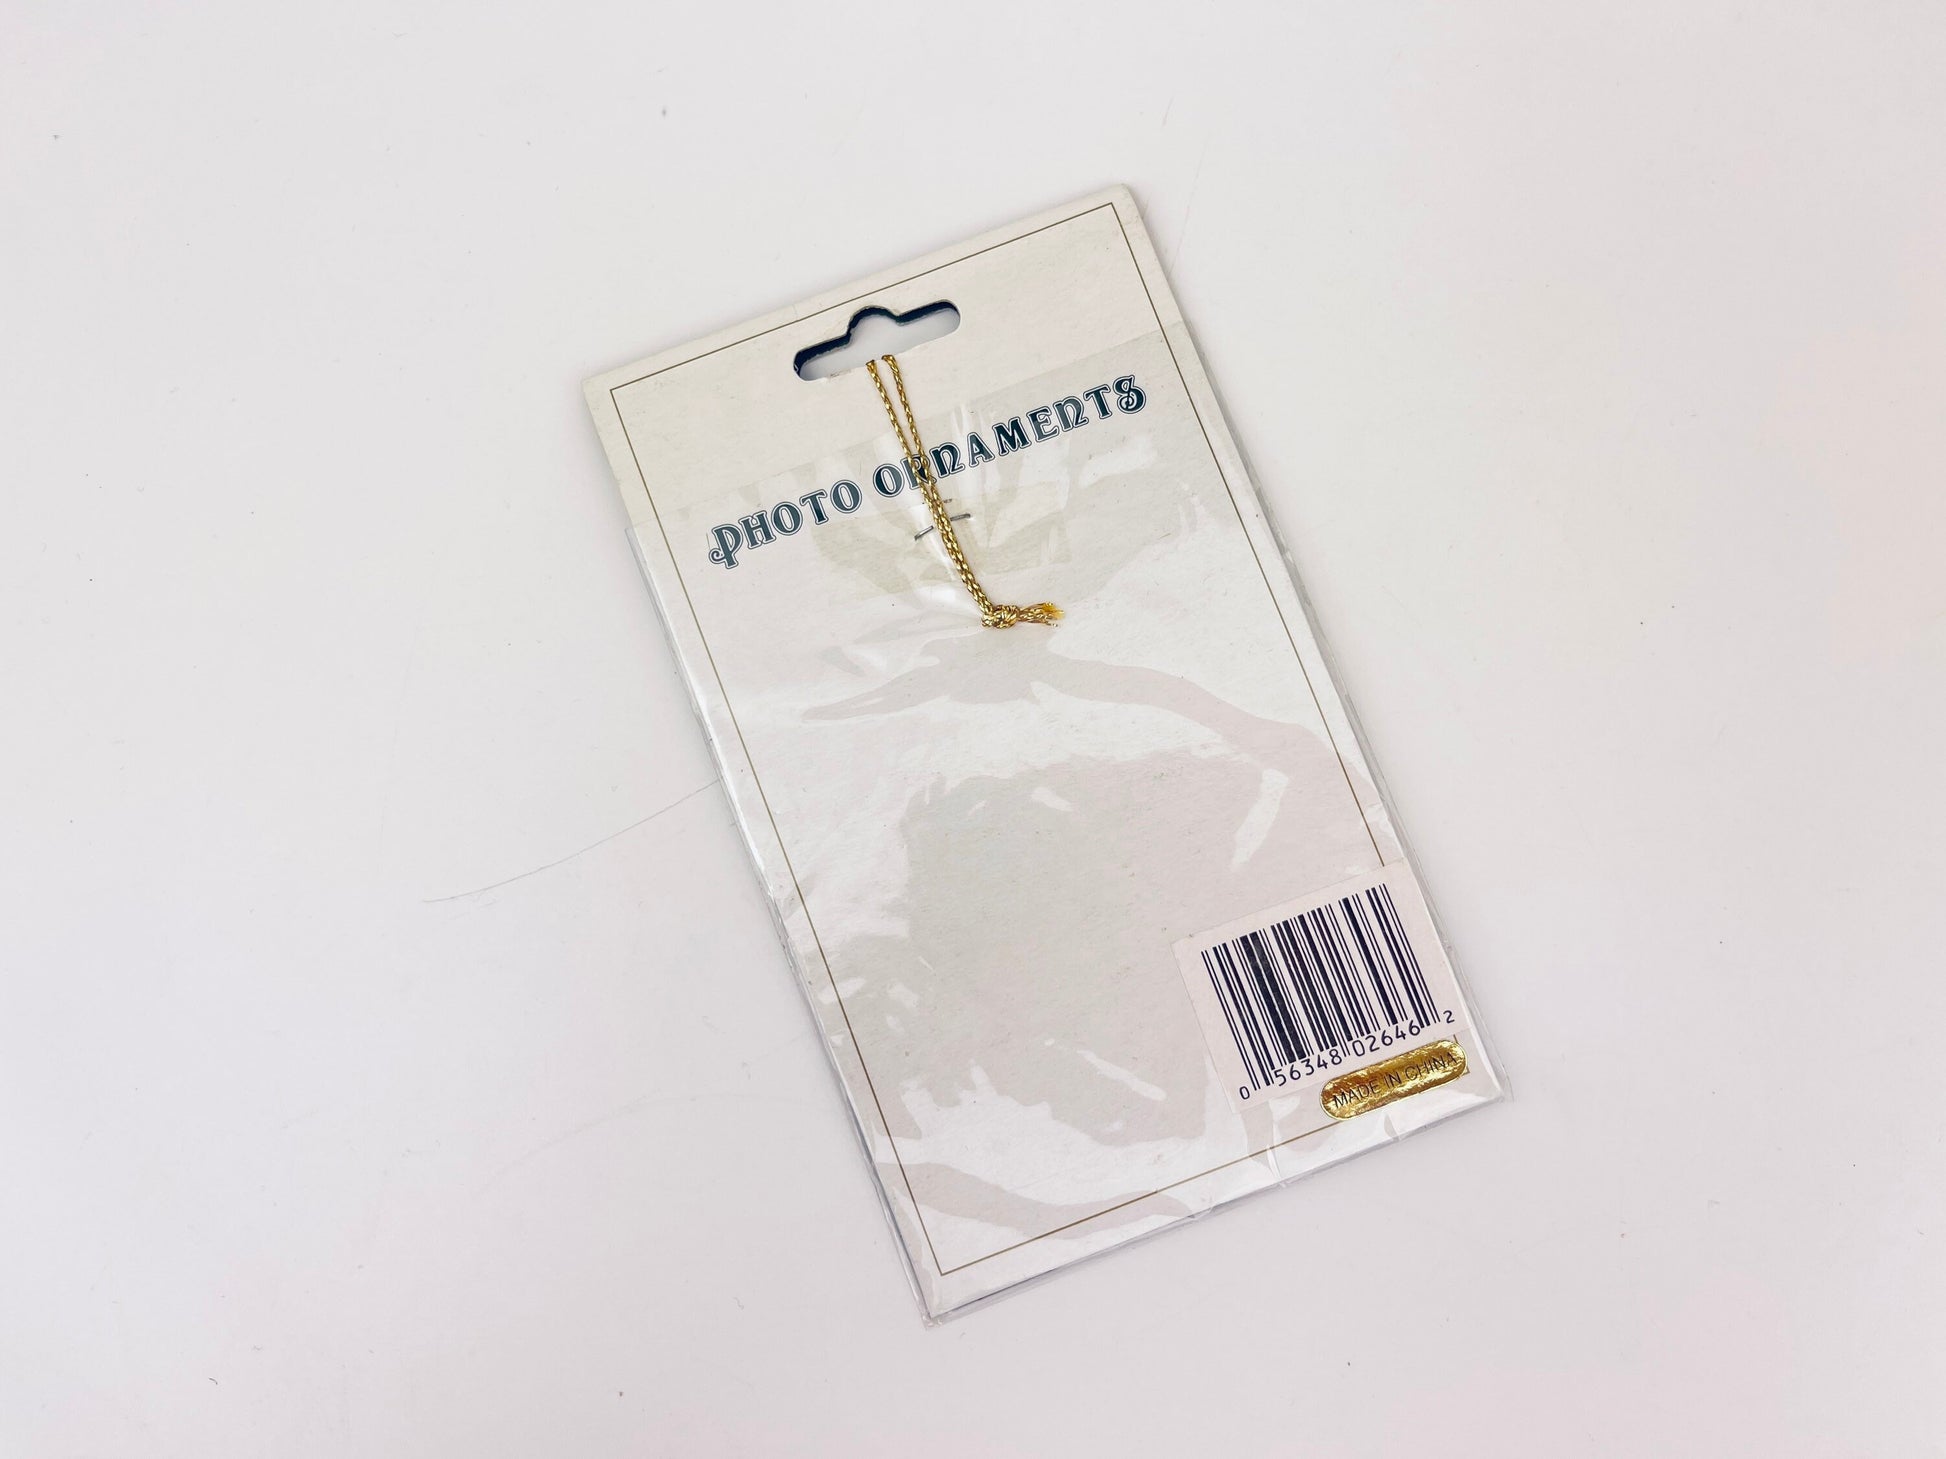 PHOTO ORNAMENTS
0 56348 02646 2
MADE IN CHINA